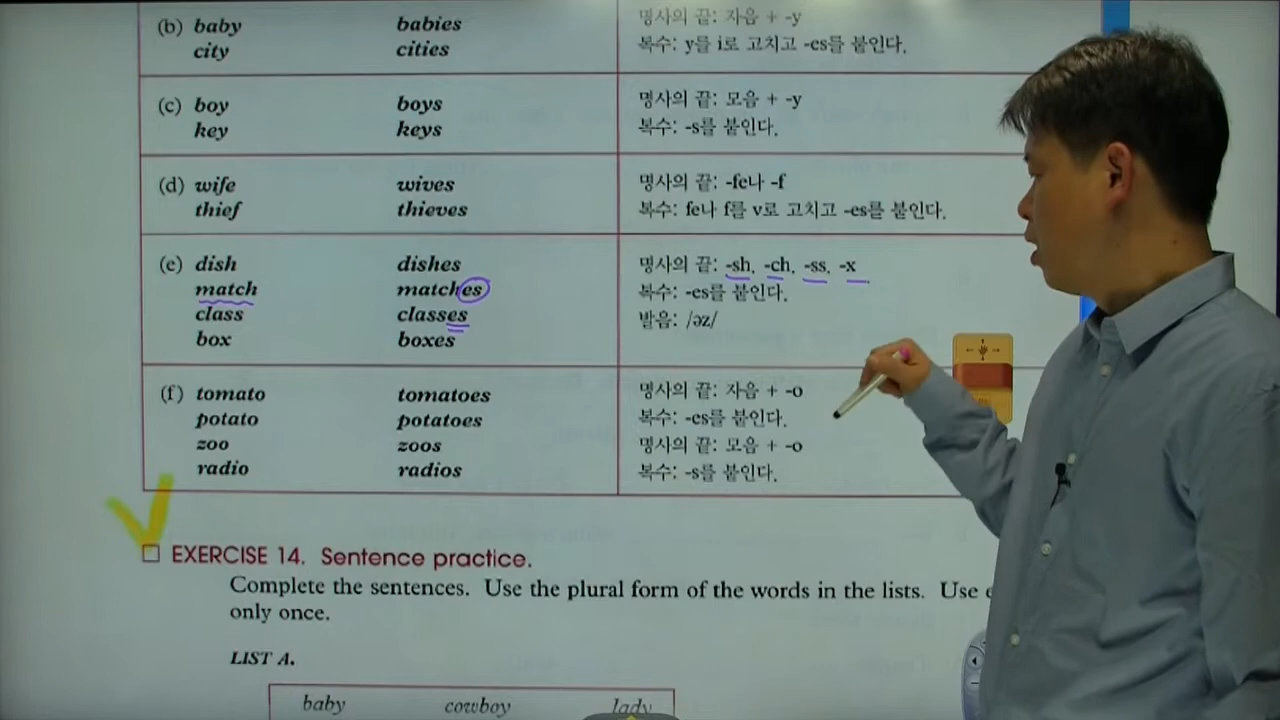 (b) baby babies 명사의 끝: 자음 + -y
city cities 복수: y를 i로 고치고 -es를 붙인다.
(c) boy boys 명사의 끝: 모음 + -y
key keys 복수: -s를 붙인다.
(d) wife wives 명사의 끝: -fe나 -f
thief thieves 복수: fe나 f를 v로 고치고 -es를 붙인다.
(e) dish dishes 명사의 끝: -sh, -ch, -ss, -x
match matches 복수: -es를 붙인다.
class classes 발음: /əz/
box boxes
(f) tomato tomatoes 명사의 끝: 자음 + -o
potato potatoes 복수: -es를 붙인다.
zoo zoos 명사의 끝: 모음 + -o
radio radios 복수: -s를 붙인다.
EXERCISE 14. Sentence practice.
Complete the sentences. Use the plural form of the words in the lists. Use
only once.
LIST A.
baby cowboy lady